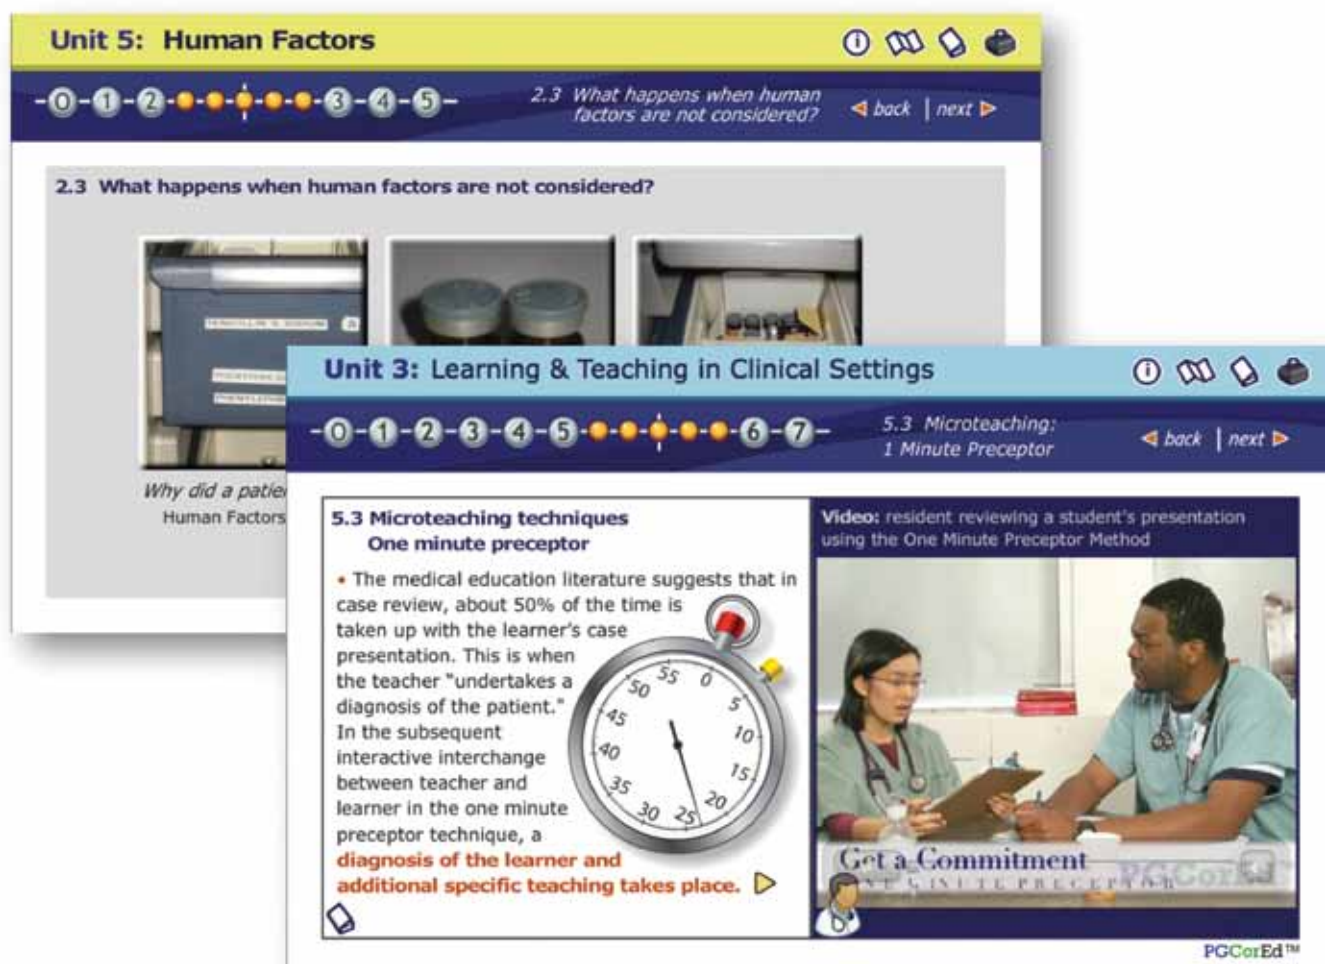 Unit 5: Human Factors
0 1 2 3 4 5
2.3 What happens when human
factors are not considered?
back | next
2.3 What happens when human factors are not considered?
Why did a patie
Human Factors
Unit 3: Learning & Teaching in Clinical Settings
0 1 2 3 4 5 6 7
5.3 Microteaching:
1 Minute Preceptor
back | next
5.3 Microteaching techniques
One minute preceptor
• The medical education literature suggests that in
case review, about 50% of the time is
taken up with the learner's case
presentation. This is when
the teacher "undertakes a
diagnosis of the patient."
In the subsequent
interactive interchange
between teacher and
learner in the one minute
preceptor technique, a
diagnosis of the learner and
additional specific teaching takes place.
0 5 10 15 20 25 30 35 40 45 50 55
Video: resident reviewing a student's presentation
using the One Minute Preceptor Method
Get a Commitment
ONE MINUTE PRECEPTOR
PGCorEd
PGCorEd™